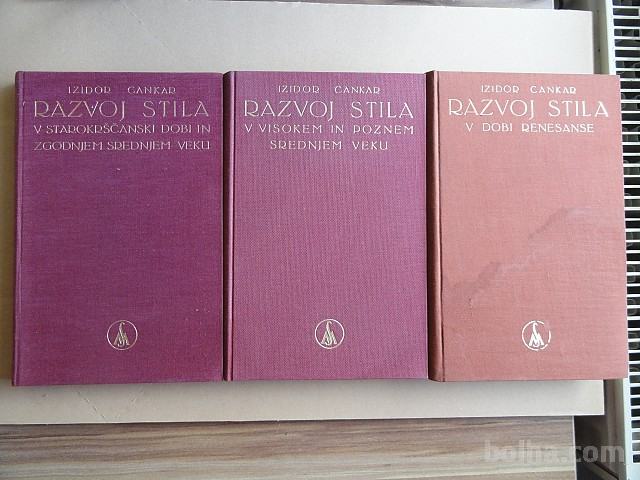 IZIDOR CANKAR
RAZVOJ STILA
V STAROKRŠČANSKI DOBI IN
ZGODNJEM SREDNJEM VEKU
IZIDOR CANKAR
RAZVOJ STILA
V VISOKEM IN POZNEM
SREDNJEM VEKU
IZIDOR CANKAR
RAZVOJ STILA
V DOBI RENESANSE
bolha.com